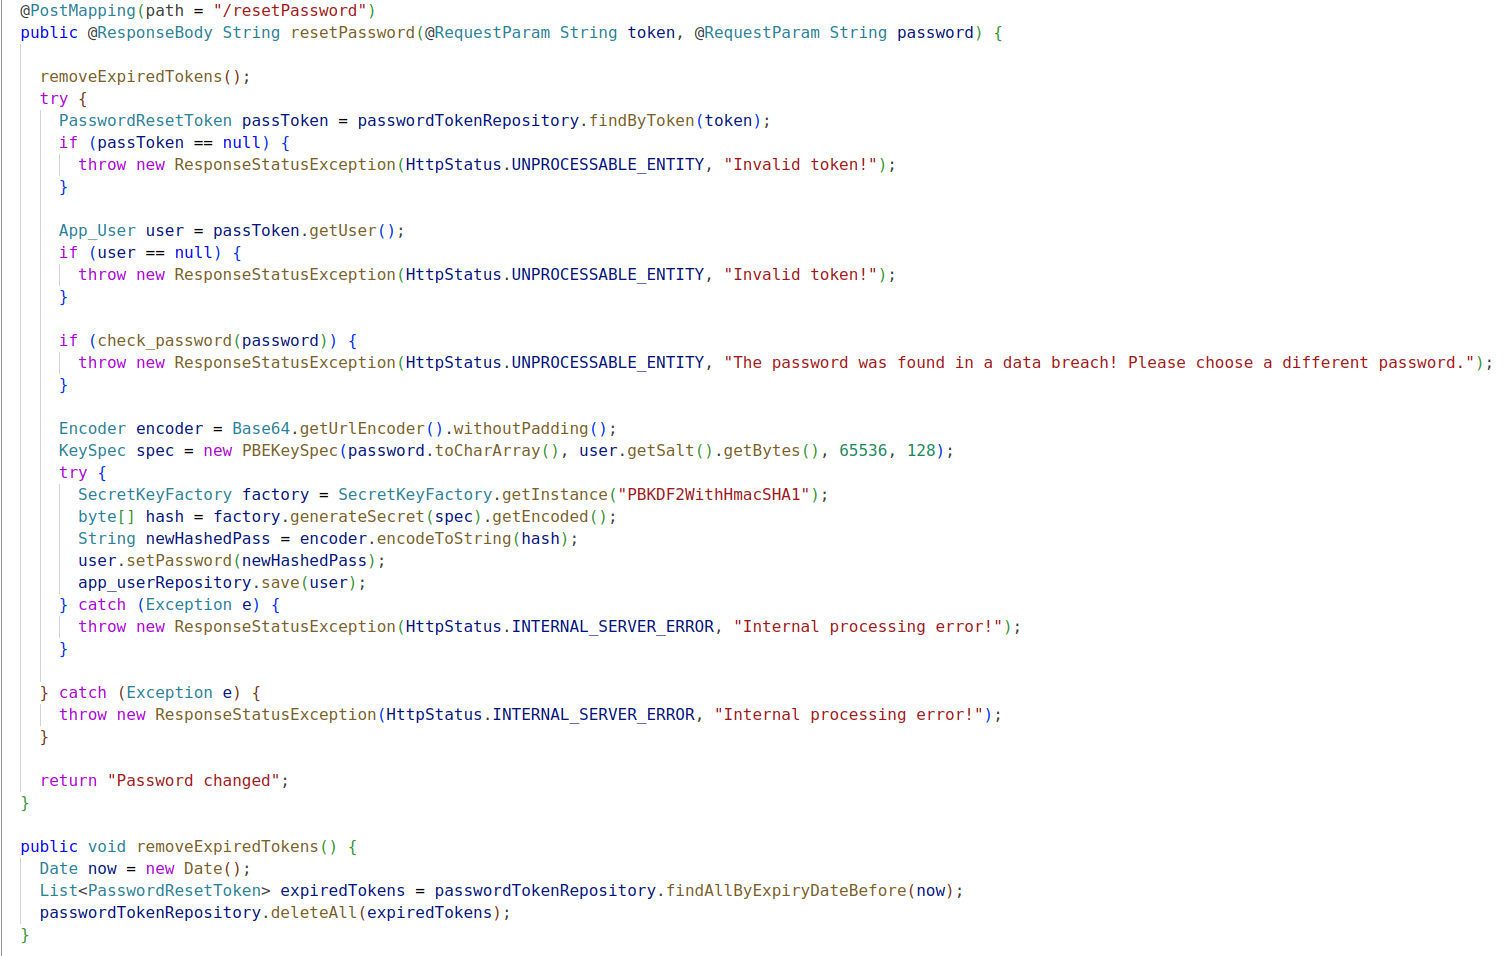 @PostMapping(path = "/resetPassword")
public @ResponseBody String resetPassword(@RequestParam String token, @RequestParam String password) {
removeExpiredTokens();
try {
PasswordResetToken passToken = passwordTokenRepository.findByToken(token);
if (passToken == null) {
throw new ResponseStatusException(HttpStatus.UNPROCESSABLE_ENTITY, "Invalid token!");
}
App_User user = passToken.getUser();
if (user == null) {
throw new ResponseStatusException(HttpStatus.UNPROCESSABLE_ENTITY, "Invalid token!");
}
if (check_password(password)) {
throw new ResponseStatusException(HttpStatus.UNPROCESSABLE_ENTITY, "The password was found in a data breach! Please choose a different password.");
}
Encoder encoder = Base64.getUrlEncoder().withoutPadding();
KeySpec spec = new PBEKeySpec(password.toCharArray(), user.getSalt().getBytes(), 65536, 128);
try {
SecretKeyFactory factory = SecretKeyFactory.getInstance("PBKDF2WithHmacSHA1");
byte[] hash = factory.generateSecret(spec).getEncoded();
String newHashedPass = encoder.encodeToString(hash);
user.setPassword(newHashedPass);
app_userRepository.save(user);
} catch (Exception e) {
throw new ResponseStatusException(HttpStatus.INTERNAL_SERVER_ERROR, "Internal processing error!");
}
} catch (Exception e) {
throw new ResponseStatusException(HttpStatus.INTERNAL_SERVER_ERROR, "Internal processing error!");
}
return "Password changed";
}
public void removeExpiredTokens() {
Date now = new Date();
List<PasswordResetToken> expiredTokens = passwordTokenRepository.findAllByExpiryDateBefore(now);
passwordTokenRepository.deleteAll(expiredTokens);
}